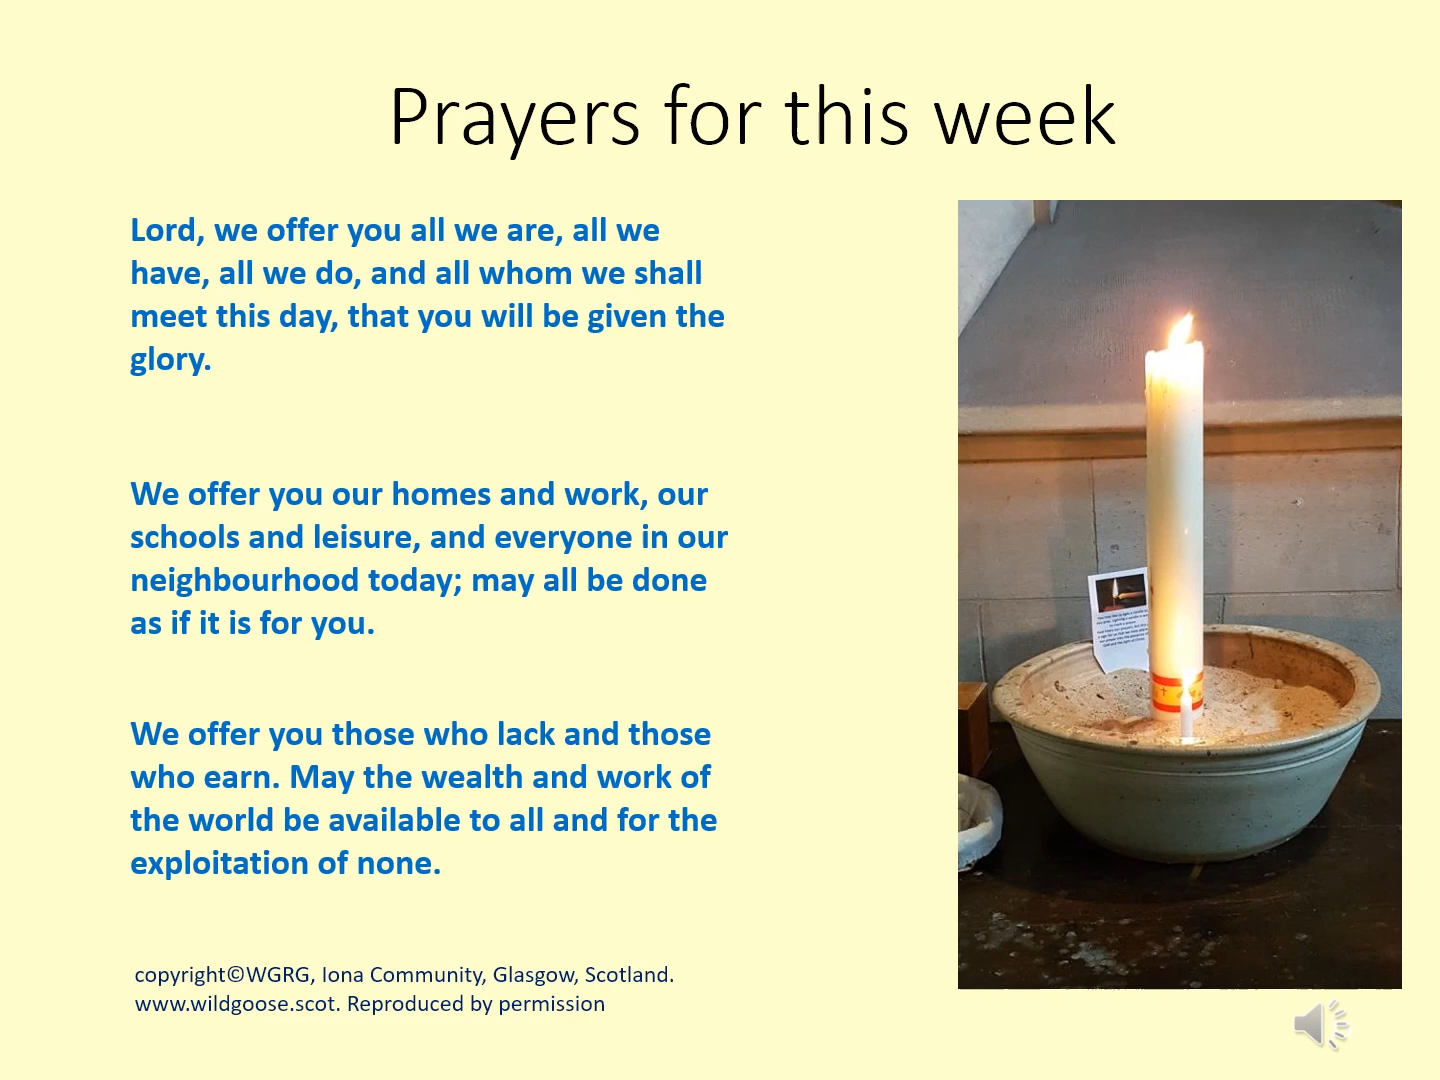 Prayers for this week
Lord, we offer you all we are, all we
have, all we do, and all whom we shall
meet this day, that you will be given the
glory.
We offer you our homes and work, our
schools and leisure, and everyone in our
neighbourhood today; may all be done
as if it is for you.
We offer you those who lack and those
who earn. May the wealth and work of
the world be available to all and for the
exploitation of none.
copyright©WGRG, Iona Community, Glasgow, Scotland.
www.wildgoose.scot. Reproduced by permission